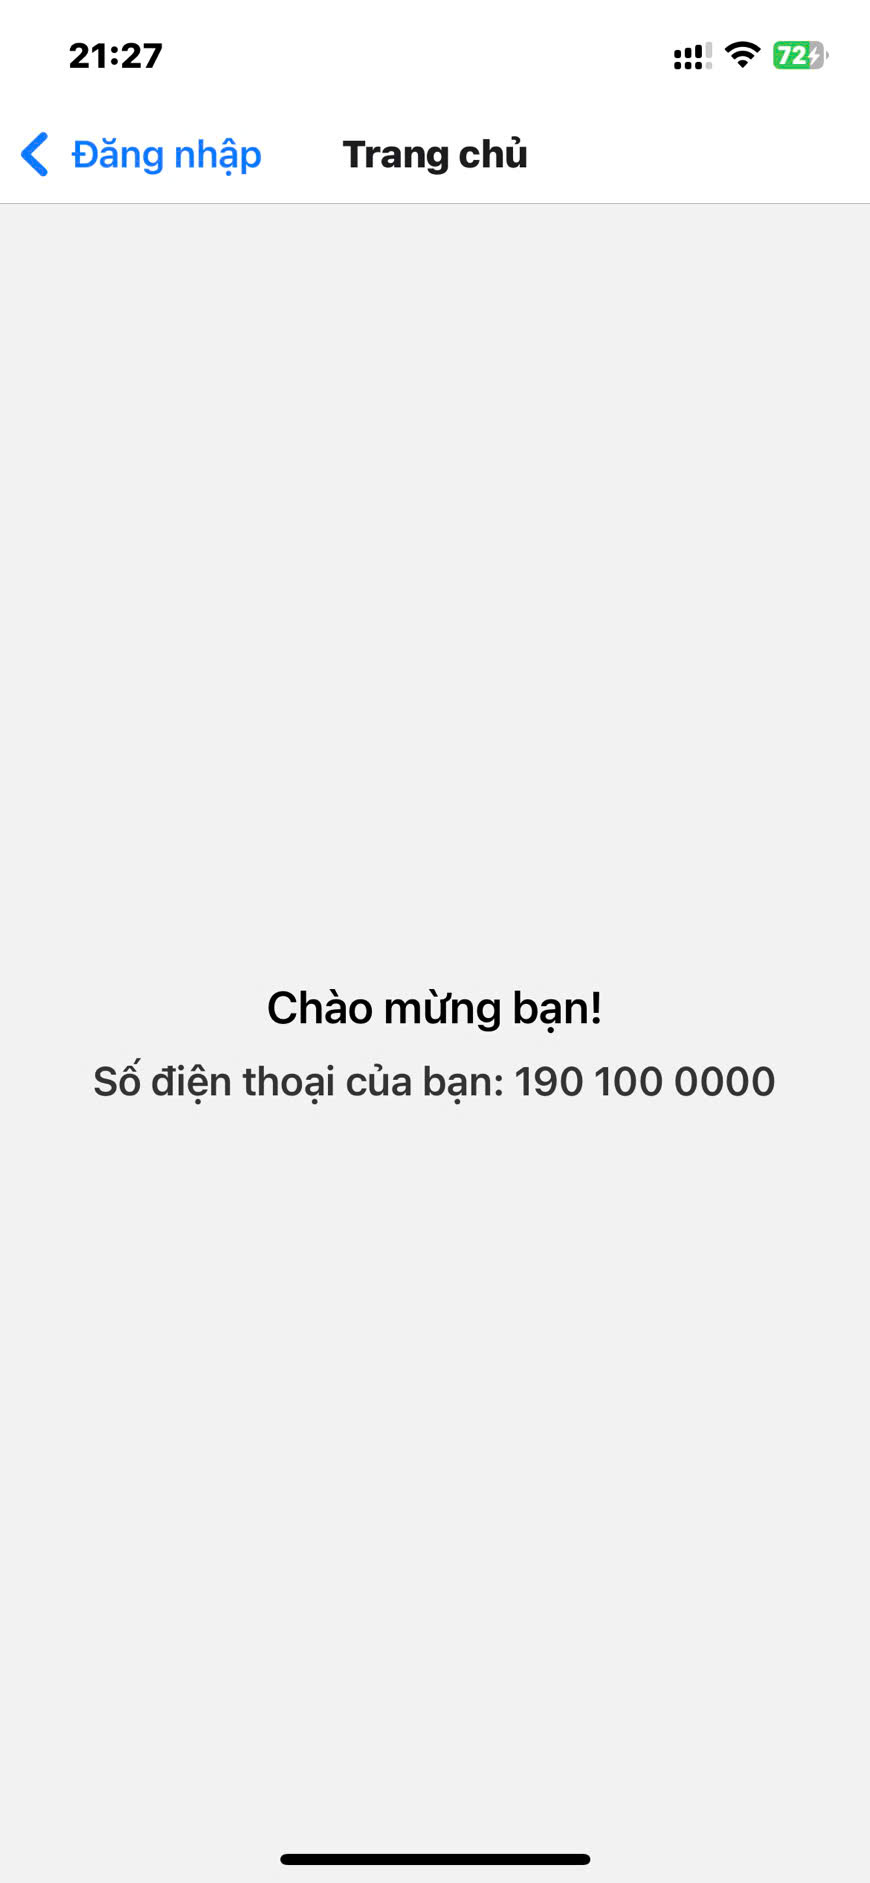 21:27
72
Đăng nhập
Trang chủ
Chào mừng bạn!
Số điện thoại của bạn: 190 100 0000